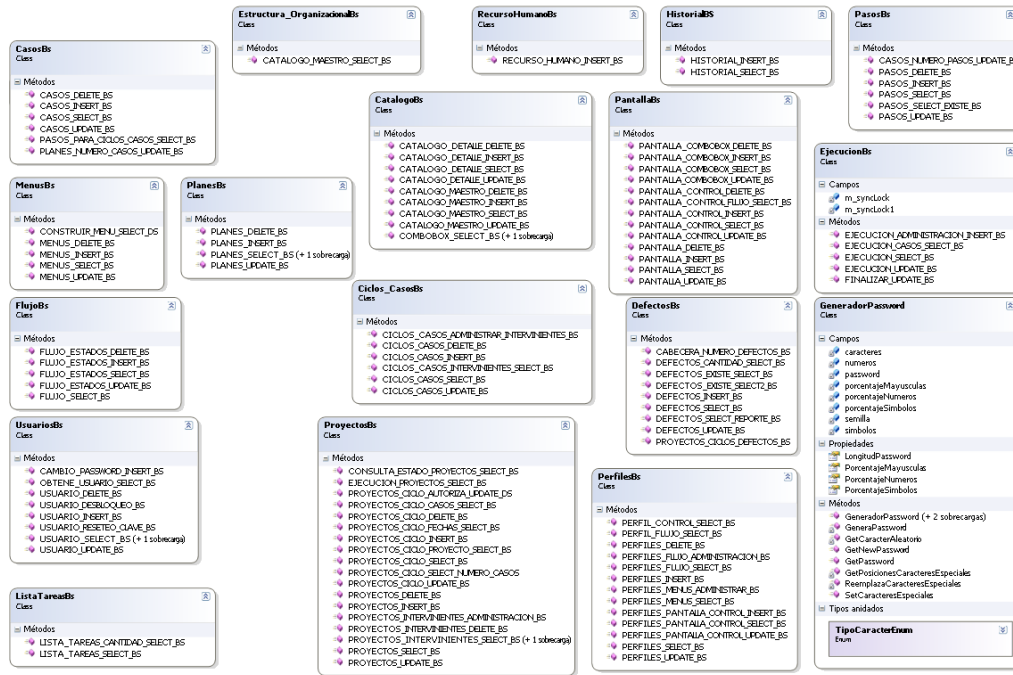 Estructura_OrganizacionalBs
Class
Métodos
CATALOGO_MAESTRO_SELECT_BS
RecursoHumanoBs
Class
Métodos
RECURSO_HUMANO_INSERT_BS
HistorialBS
Class
Métodos
HISTORIAL_INSERT_BS
HISTORIAL_SELECT_BS
PasosBs
Class
Métodos
CASOS_NUMERO_PASOS_UPDATE_B
PASOS_DELETE_BS
PASOS_INSERT_BS
PASOS_SELECT_BS
PASOS_SELECT_EXISTE_BS
PASOS_UPDATE_BS
CasosBs
Class
Métodos
CASOS_DELETE_BS
CASOS_INSERT_BS
CASOS_SELECT_BS
CASOS_UPDATE_BS
PASOS_PARA_CICLOS_CASOS_SELECT_BS
PLANES_NUMERO_CASOS_UPDATE_BS
CatalogoBs
Class
Métodos
CATALOGO_DETALLE_DELETE_BS
CATALOGO_DETALLE_INSERT_BS
CATALOGO_DETALLE_SELECT_BS
CATALOGO_DETALLE_UPDATE_BS
CATALOGO_MAESTRO_DELETE_BS
CATALOGO_MAESTRO_INSERT_BS
CATALOGO_MAESTRO_SELECT_BS
CATALOGO_MAESTRO_UPDATE_BS
COMBOBOX_SELECT_BS (+ 1 sobrecarga)
PantallaBs
Class
Métodos
PANTALLA_COMBOBOX_DELETE_BS
PANTALLA_COMBOBOX_INSERT_BS
PANTALLA_COMBOBOX_SELECT_BS
PANTALLA_COMBOBOX_UPDATE_BS
PANTALLA_CONTROL_DELETE_BS
PANTALLA_CONTROL_FLUJO_SELECT_BS
PANTALLA_CONTROL_INSERT_BS
PANTALLA_CONTROL_SELECT_BS
PANTALLA_CONTROL_UPDATE_BS
PANTALLA_DELETE_BS
PANTALLA_INSERT_BS
PANTALLA_SELECT_BS
PANTALLA_UPDATE_BS
EjecucionBs
Class
Campos
m_syncLock
m_syncLock1
Métodos
EJECUCION_ADMINISTRACION_INSERT_BS
EJECUCION_CASOS_SELECT_BS
EJECUCION_SELECT_BS
EJECUCION_UPDATE_BS
FINALIZAR_UPDATE_BS
MenusBs
Class
Métodos
CONSTRUIR_MENU_SELECT_DS
MENUS_DELETE_BS
MENUS_INSERT_BS
MENUS_SELECT_BS
MENUS_UPDATE_BS
PlanesBs
Class
Métodos
PLANES_DELETE_BS
PLANES_INSERT_BS
PLANES_SELECT_BS (+ 1 sobrecarga)
PLANES_UPDATE_BS
FlujoBs
Class
Métodos
FLUJO_ESTADOS_DELETE_BS
FLUJO_ESTADOS_INSERT_BS
FLUJO_ESTADOS_SELECT_BS
FLUJO_ESTADOS_UPDATE_BS
FLUJO_SELECT_BS
Ciclos_CasosBs
Class
Métodos
CICLOS_CASOS_ADMINISTRAR_INTERVINIENTES_BS
CICLOS_CASOS_DELETE_BS
CICLOS_CASOS_INSERT_BS
CICLOS_CASOS_INTERVINIENTES_SELECT_BS
CICLOS_CASOS_SELECT_BS
CICLOS_CASOS_UPDATE_BS
DefectosBs
Class
Métodos
CABECERA_NUMERO_DEFECTOS_BS
DEFECTOS_CANTIDAD_SELECT_BS
DEFECTOS_EXISTE_SELECT_BS
DEFECTOS_EXISTE_SELECT2_BS
DEFECTOS_INSERT_BS
DEFECTOS_SELECT_BS
DEFECTOS_SELECT_REPORTE_BS
DEFECTOS_UPDATE_BS
PROYECTOS_CICLOS_DEFECTOS_BS
GeneradorPassword
Class
Campos
caracteres
numeros
password
porcentajeMayusculas
porcentajeNumeros
porcentajeSimbolos
semilla
simbolos
Propiedades
LongitudPassword
PorcentajeMayusculas
PorcentajeNumeros
PorcentajeSimbolos
Métodos
GeneradorPassword (+ 2 sobrecargas)
GeneraPassword
GetCaracterAleatorio
GetNewPassword
GetPassword
GetPosicionesCaracteresEspeciales
ReemplazaCaracteresEspeciales
SetCaracteresEspeciales
Tipos anidados
TipoCaracterEnum
Enum
UsuariosBs
Class
Métodos
CAMBIO_PASSWORD_INSERT_BS
OBTENE_USUARIO_SELECT_BS
USUARIO_DELETE_BS
USUARIO_DESBLOQUEO_BS
USUARIO_INSERT_BS
USUARIO_RESETEO_CLAVE_BS
USUARIO_SELECT_BS (+ 1 sobrecarga)
USUARIO_UPDATE_BS
ProyectosBs
Class
Métodos
CONSULTA_ESTADO_PROYECTOS_SELECT_BS
EJECUCION_PROYECTOS_SELECT_BS
PROYECTOS_CICLO_AUTORIZA_UPDATE_DS
PROYECTOS_CICLO_CASOS_SELECT_BS
PROYECTOS_CICLO_DELETE_BS
PROYECTOS_CICLO_FECHAS_SELECT_BS
PROYECTOS_CICLO_INSERT_BS
PROYECTOS_CICLO_PROYECTO_SELECT_BS
PROYECTOS_CICLO_SELECT_BS
PROYECTOS_CICLO_SELECT_NUMERO_CASOS
PROYECTOS_CICLO_UPDATE_BS
PROYECTOS_DELETE_BS
PROYECTOS_INSERT_BS
PROYECTOS_INTERVINIENTES_ADMINISTRACION_BS
PROYECTOS_INTERVINIENTES_DELETE_BS
PROYECTOS_INTERVINIENTES_SELECT_BS (+ 1 sobrecarga)
PROYECTOS_SELECT_BS
PROYECTOS_UPDATE_BS
PerfilesBs
Class
Métodos
PERFIL_CONTROL_SELECT_BS
PERFIL_FLUJO_SELECT_BS
PERFILES_DELETE_BS
PERFILES_FLUJO_ADMINISTRACION_BS
PERFILES_FLUJO_SELECT_BS
PERFILES_INSERT_BS
PERFILES_MENUS_ADMINISTRAR_BS
PERFILES_MENUS_SELECT_BS
PERFILES_PANTALLA_CONTROL_INSERT_BS
PERFILES_PANTALLA_CONTROL_SELECT_BS
PERFILES_PANTALLA_CONTROL_UPDATE_BS
PERFILES_SELECT_BS
PERFILES_UPDATE_BS
ListaTareasBs
Class
Métodos
LISTA_TAREAS_CANTIDAD_SELECT_BS
LISTA_TAREAS_SELECT_BS